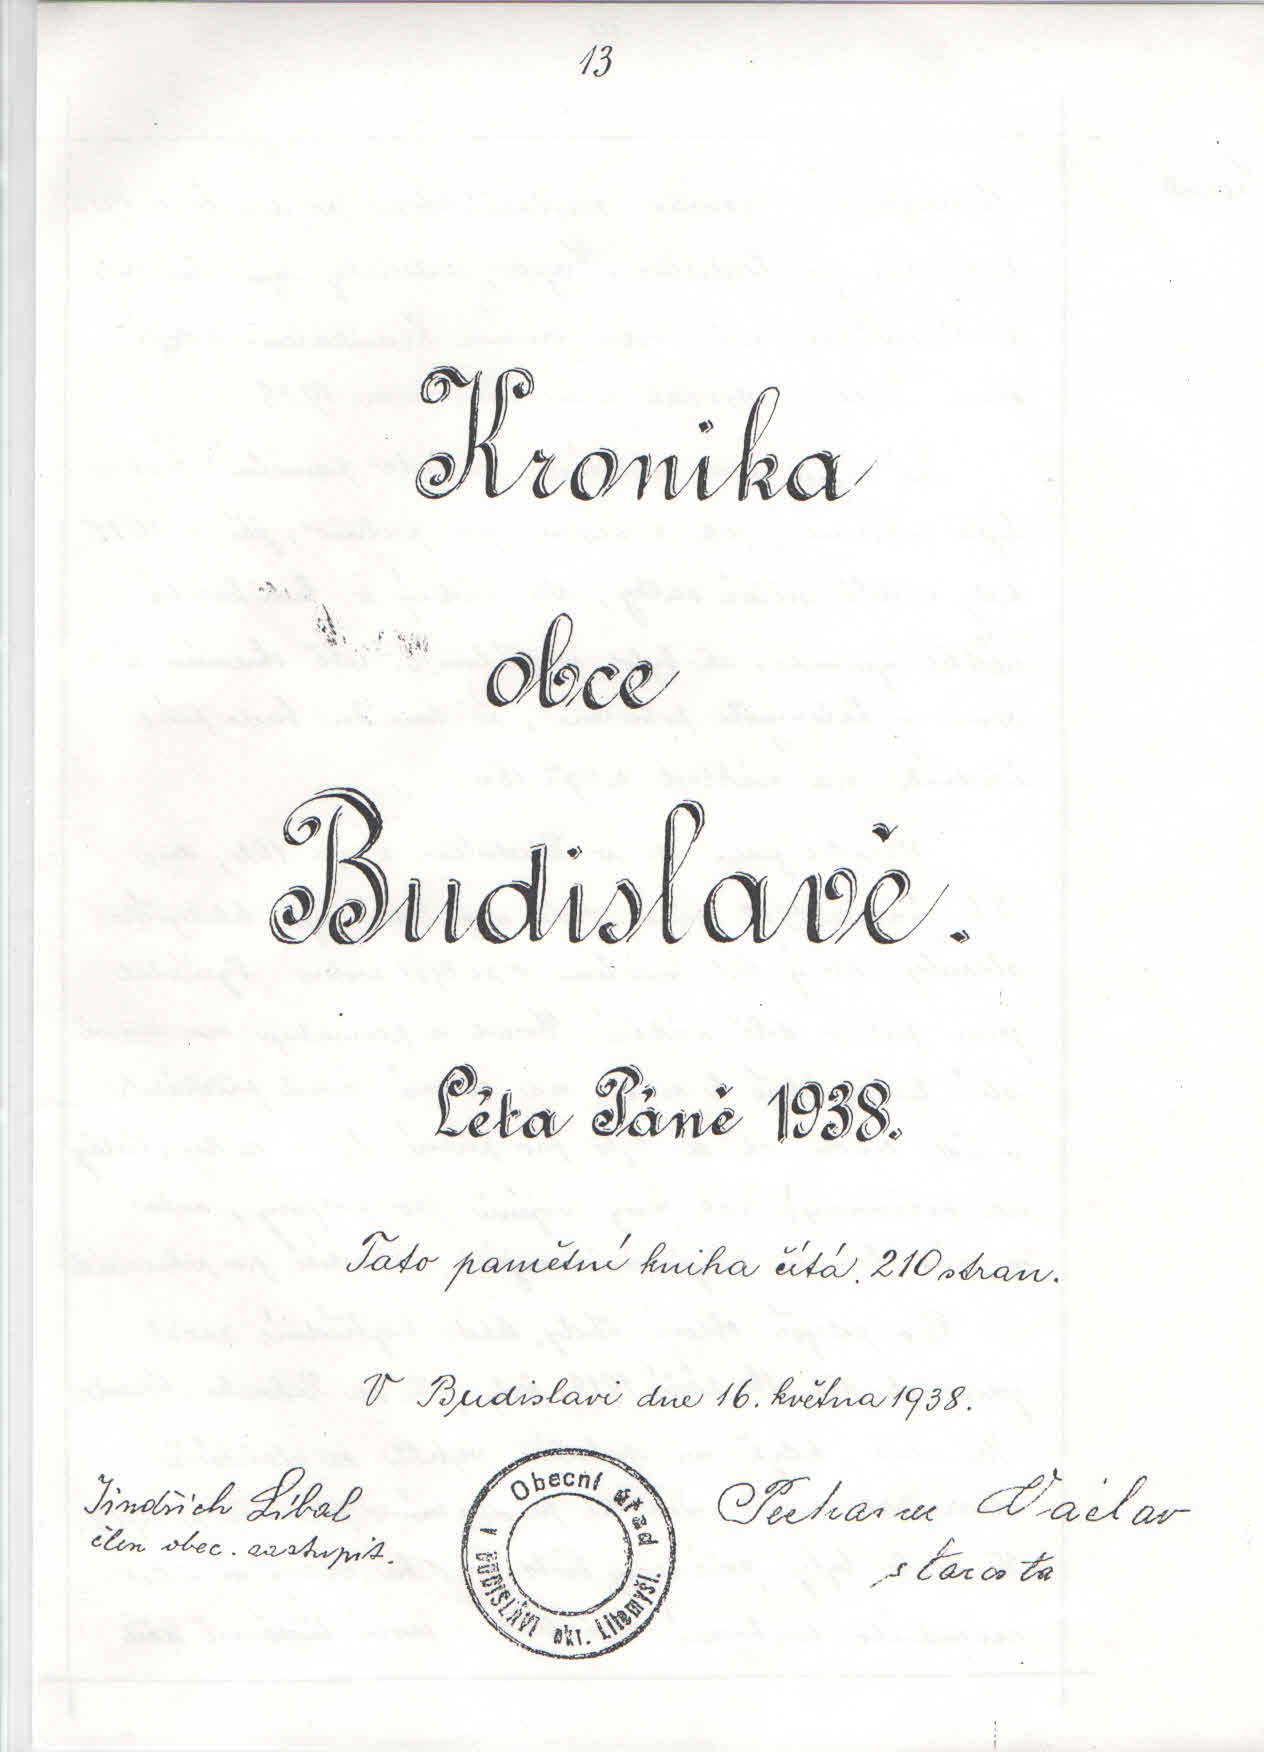 13
Kronika
obce
Budislavě.
Léta Páně 1938.
Tato pamětní kniha čítá 210 stran.
V Budislavi dne 16. května 1938.
Jindřich Líbal
člen obec. zastupit.
Obecní úřad
v BUDISLAVI okr. Litomyšl.
Václav
starosta